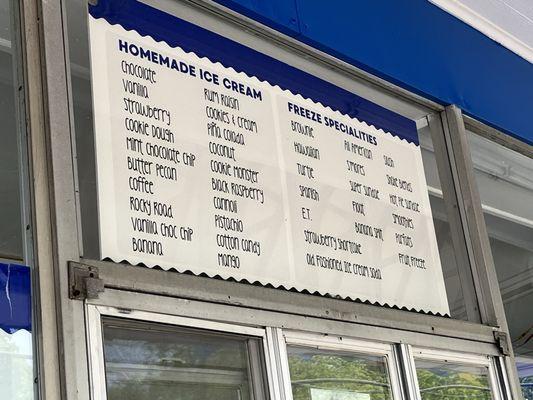 HOMEMADE ICE CREAM
Chocolate
Vanilla
Strawberry
Cookie Dough
Mint Chocolate Chip
Butter Pecan
Coffee
Rocky Road
Vanilla Choc Chip
Banana
Rum Raisin
Cookies & Cream
Piña Colada
Coconut
Cookie Monster
Black Raspberry
Cannoli
Pistachio
Cotton Candy
Mango
FREEZE SPECIALITIES
Brownie
Hawaiian
Turtle
Spanish
E.T.
Strawberry Shortcake
Old Fashioned Ice Cream Soda
All American
S'mores
Super Sundae
Float
Banana Split
Slush
Shake Blends
Hot Pie Sundae
Smoothies
Parfaits
Fruit Freeze